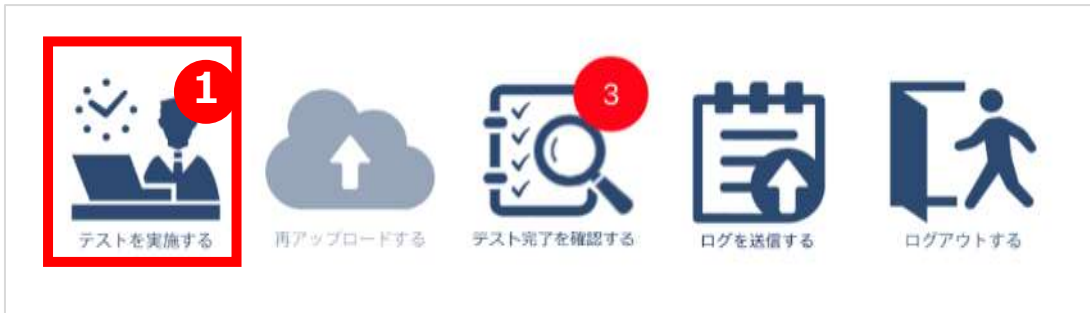 1
3
テストを実施する
再アップロードする
テスト完了を確認する
ログを送信する
ログアウトする